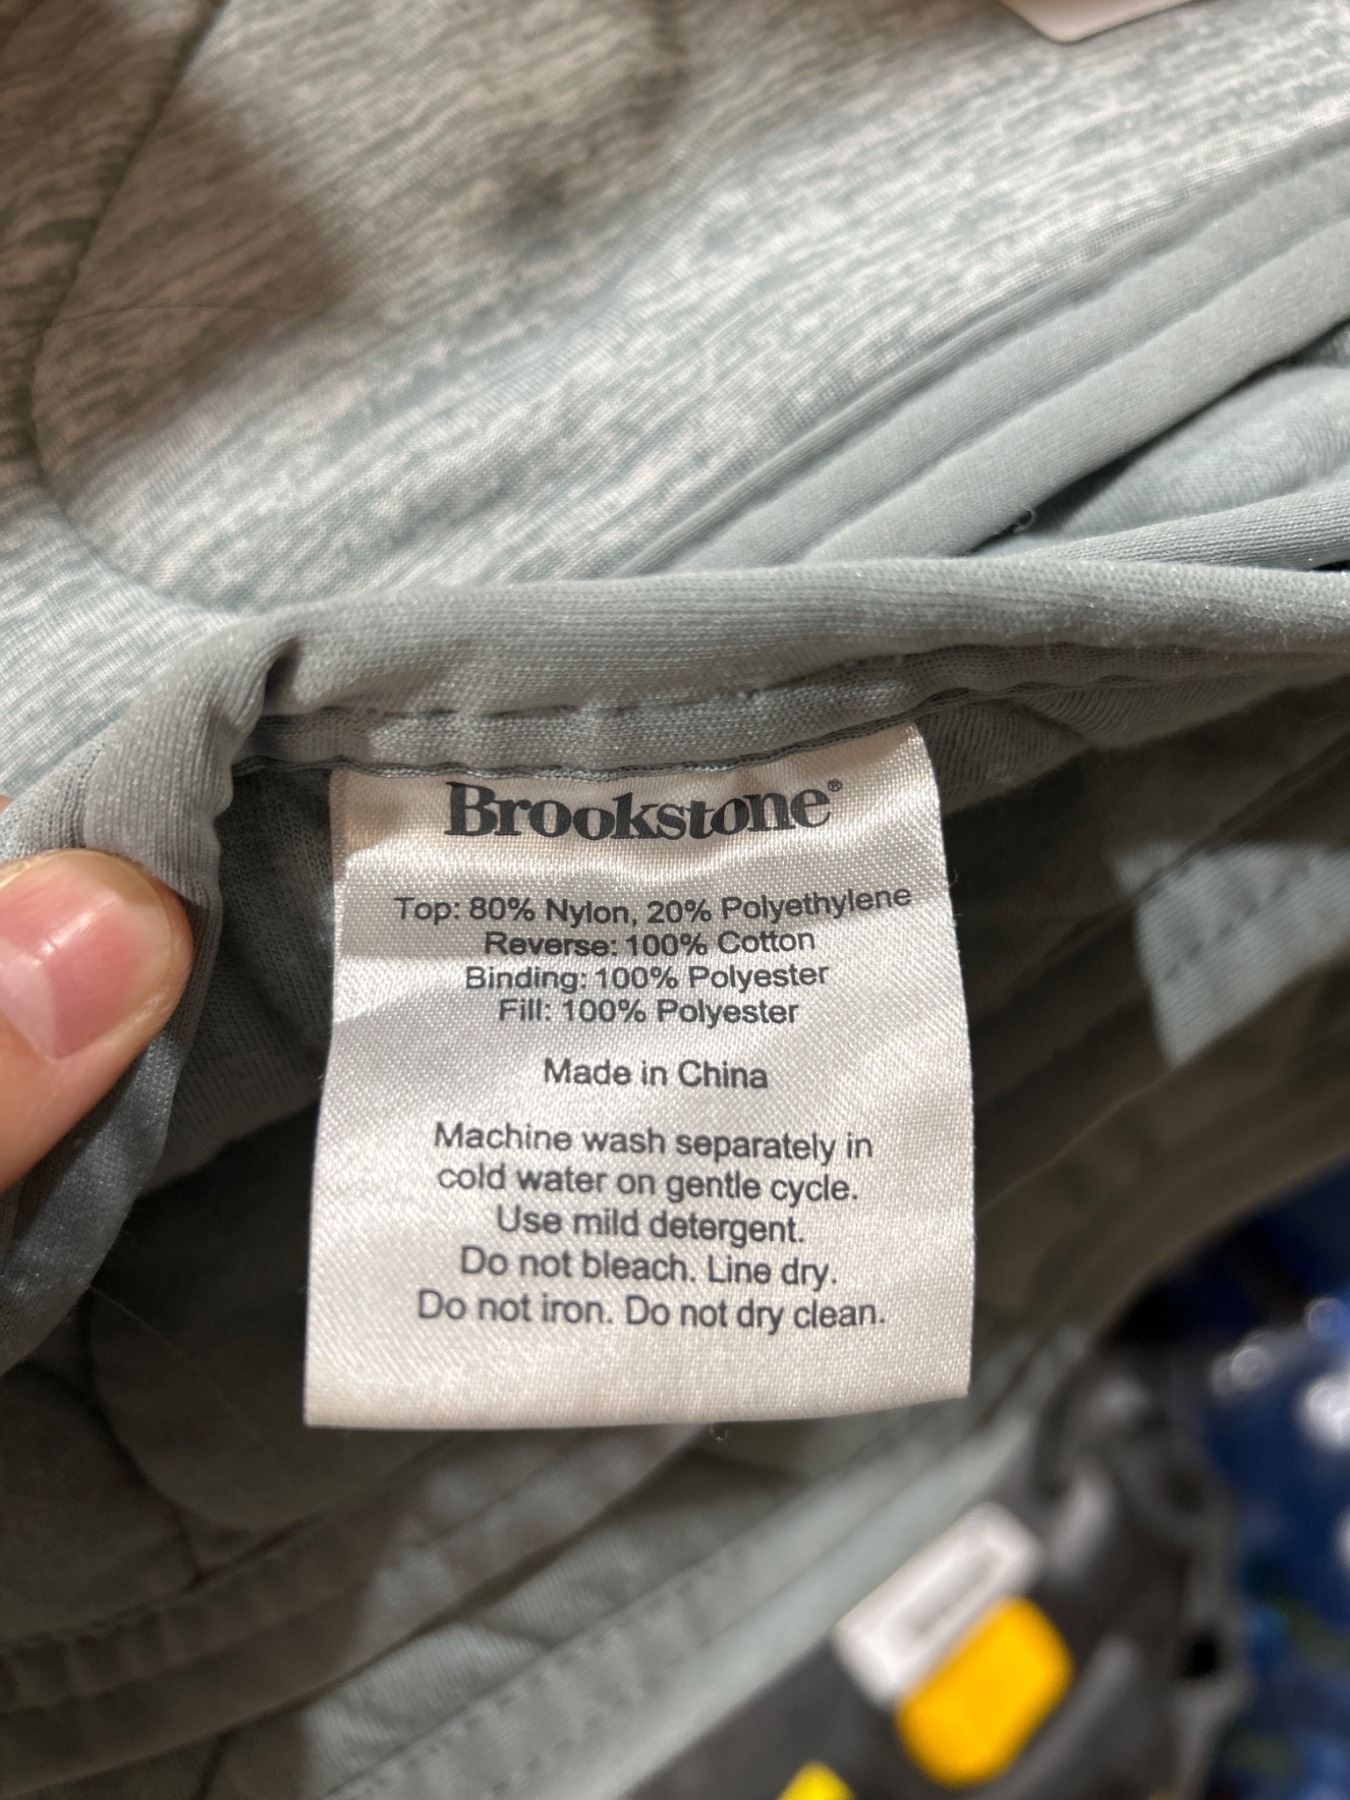 Brookstone®
Top: 80% Nylon, 20% Polyethylene
Reverse: 100% Cotton
Binding: 100% Polyester
Fill: 100% Polyester
Made in China
Machine wash separately in
cold water on gentle cycle.
Use mild detergent.
Do not bleach. Line dry.
Do not iron. Do not dry clean.